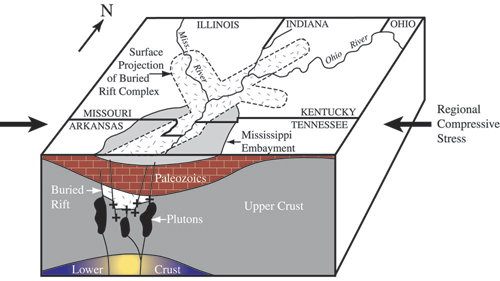 N
ILLINOIS
INDIANA
OHIO
Surface
Projection
of Buried
Rift Complex
Miss.
River
Ohio
River
MISSOURI
ARKANSAS
KENTUCKY
TENNESSEE
Regional
Compressive
Stress
Mississippi
Embayment
Paleozoics
Buried
Rift
Plutons
Upper Crust
Lower
Crust